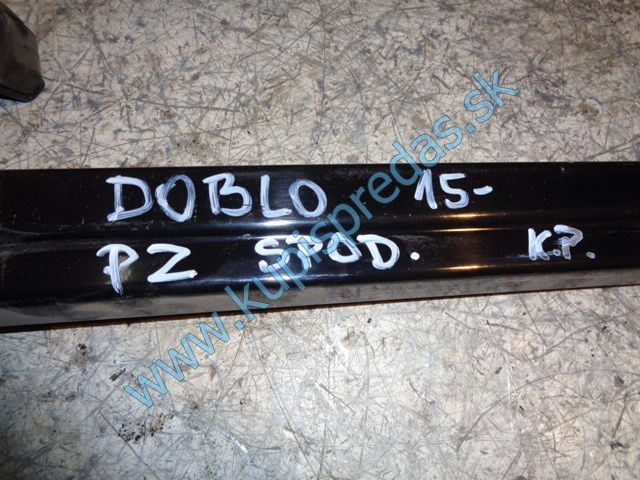 DOBLO 15-
PZ SPOD. K.P.
www.kupispredas.sk